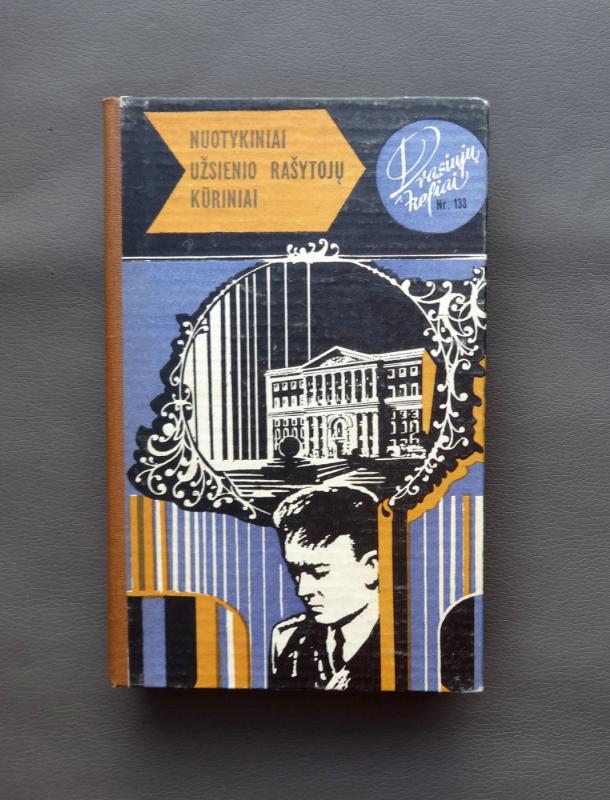 NUOTYKINIAI
UŽSIENIO RAŠYTOJŲ
KŪRINIAI
Drąsiųjų
keliai
Nr. 133